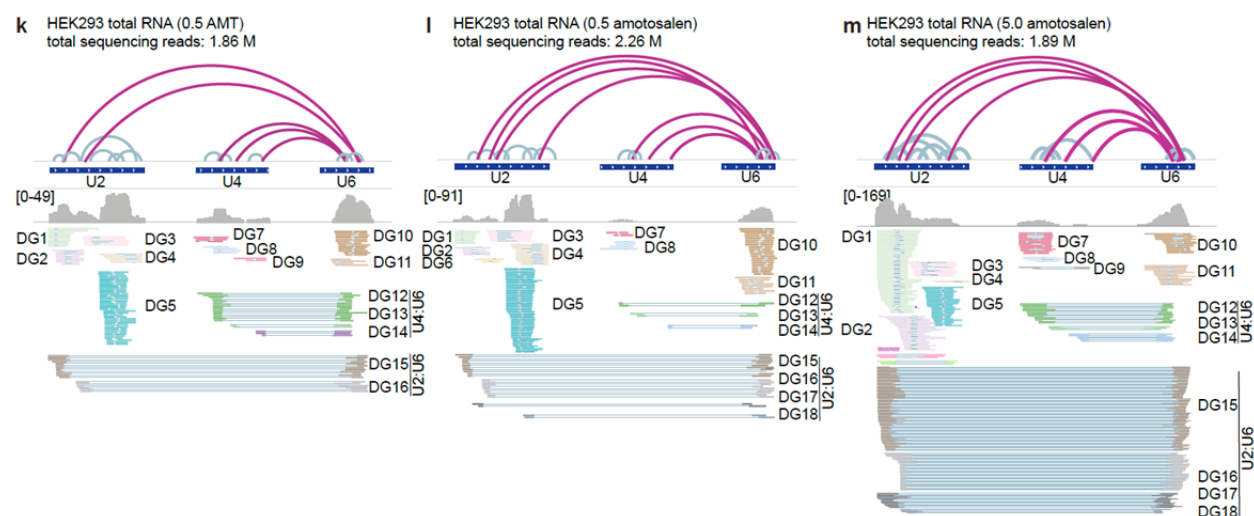 k HEK293 total RNA (0.5 AMT)
total sequencing reads: 1.86 M
U2 U4 U6
[0-49]
DG1 DG3 DG7 DG10
DG8
DG2 DG4 DG9 DG11
DG5
DG12
DG13
DG14
U4:U6
DG15
DG16
U2:U6
l HEK293 total RNA (0.5 amotosalen)
total sequencing reads: 2.26 M
U2 U4 U6
[0-91]
DG1 DG3 DG7
DG2 DG4 DG8 DG10
DG6
DG5 DG11
DG12
DG13
DG14
U4:U6
DG15
DG16
DG17
DG18
U2:U6
m HEK293 total RNA (5.0 amotosalen)
total sequencing reads: 1.89 M
U2 U4 U6
[0-169]
DG1 DG7 DG10
DG8
DG3 DG9 DG11
DG4
DG5 DG12
DG2 DG13
DG14
U4:U6
DG15
DG16
DG17
DG18
U2:U6